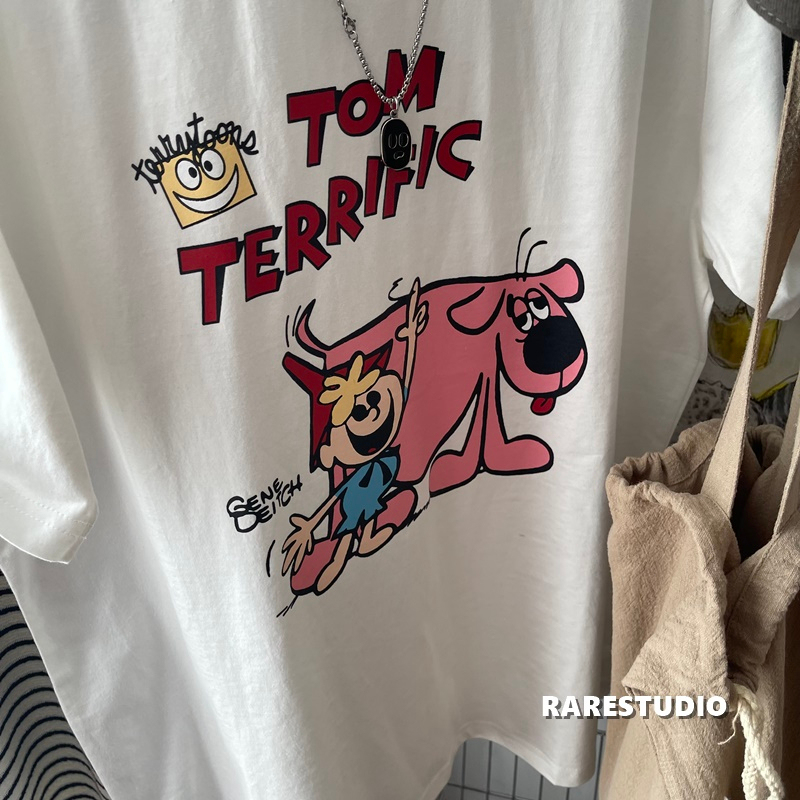 TOM
terrytoons
TERRIFIC
GENE
DEITCH
RARESTUDIO